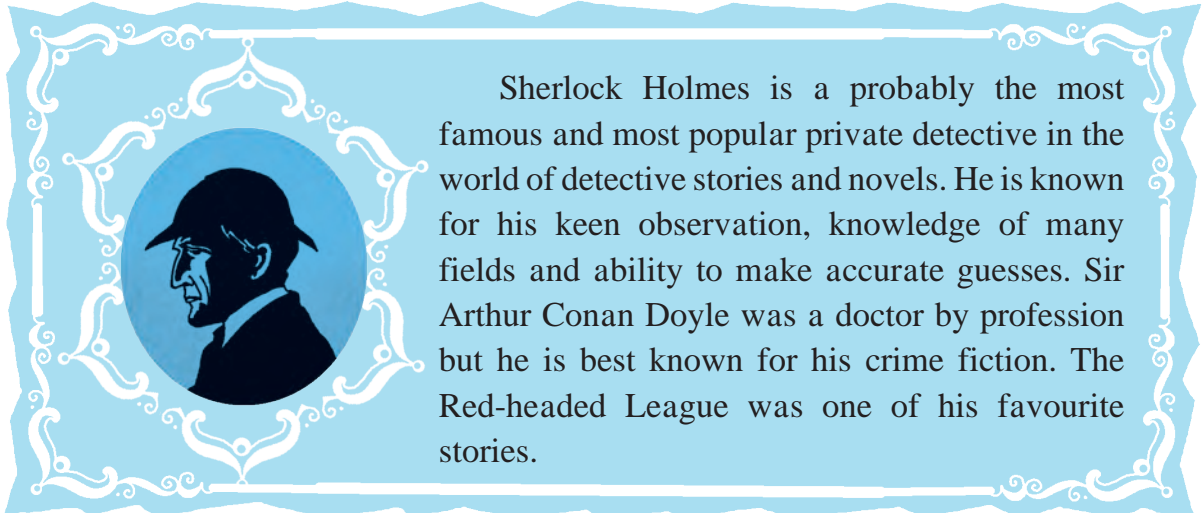 Sherlock Holmes is a probably the most
famous and most popular private detective in the
world of detective stories and novels. He is known
for his keen observation, knowledge of many
fields and ability to make accurate guesses. Sir
Arthur Conan Doyle was a doctor by profession
but he is best known for his crime fiction. The
Red-headed League was one of his favourite
stories.